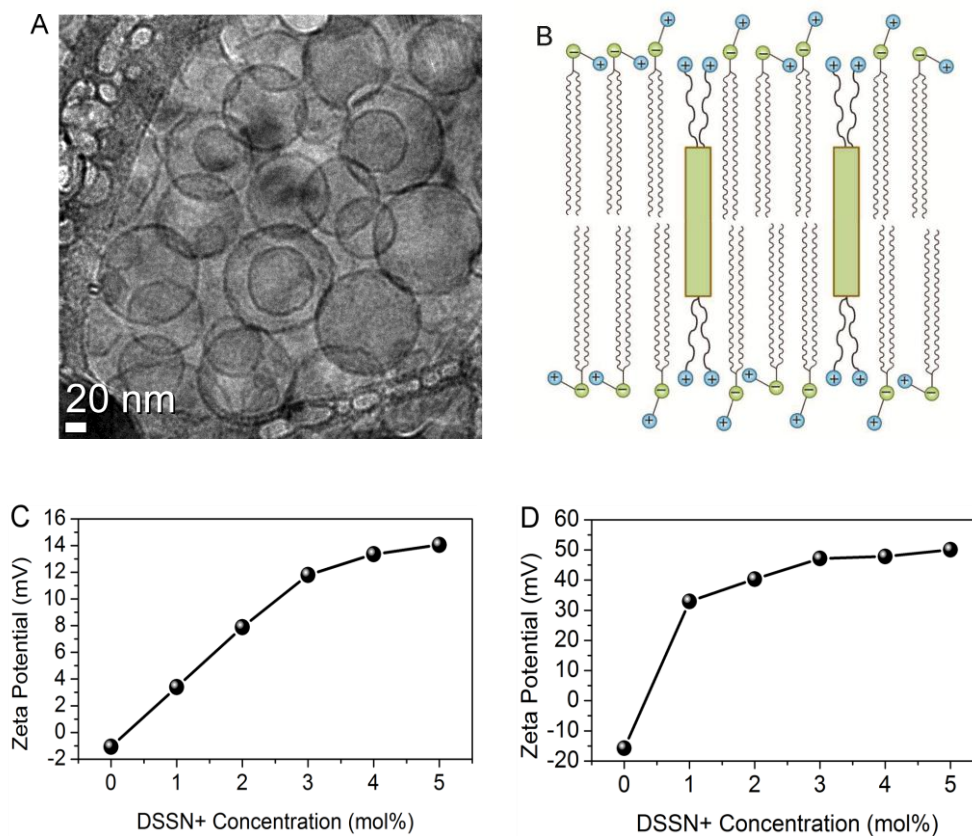 A
20 nm
B
C
16
14
12
10
8
6
4
2
0
-2
Zeta Potential (mV)
0 1 2 3 4 5
DSSN+ Concentration (mol%)
D
60
50
40
30
20
10
0
-10
-20
Zeta Potential (mV)
0 1 2 3 4 5
DSSN+ Concentration (mol%)